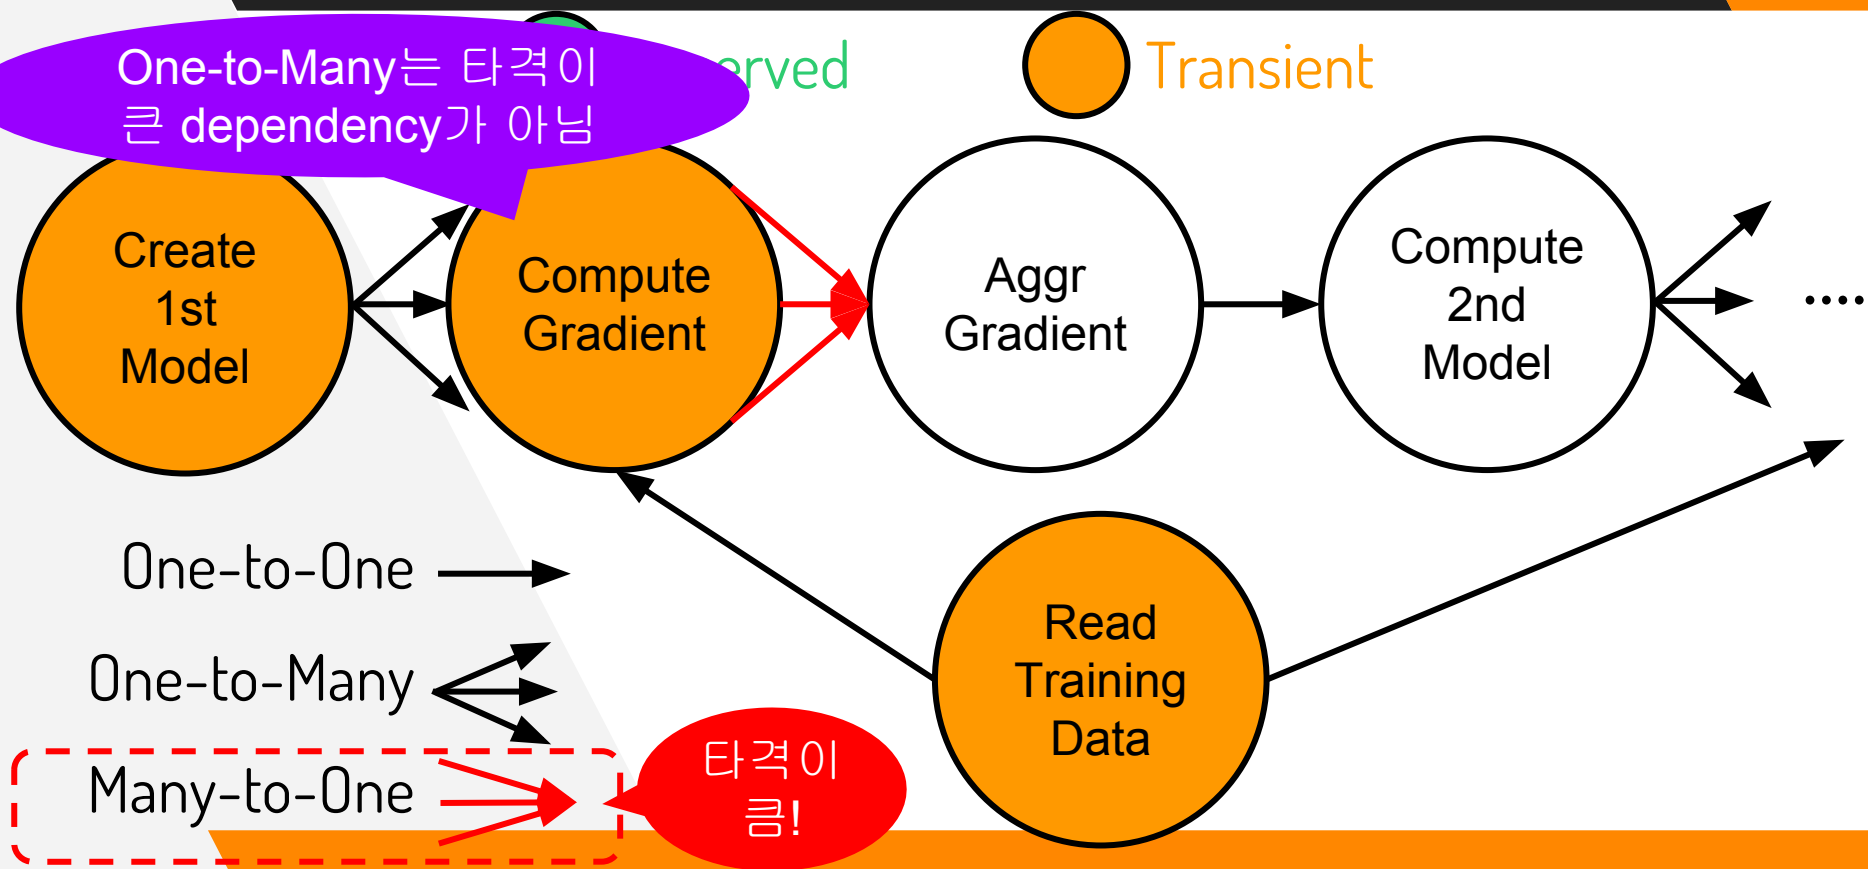 One-to-Many는 타격이
큰 dependency가 아님
erved
Transient
Create
1st
Model
Compute
Gradient
Aggr
Gradient
Compute
2nd
Model
....
One-to-One
One-to-Many
Many-to-One
타격이
큼!
Read
Training
Data